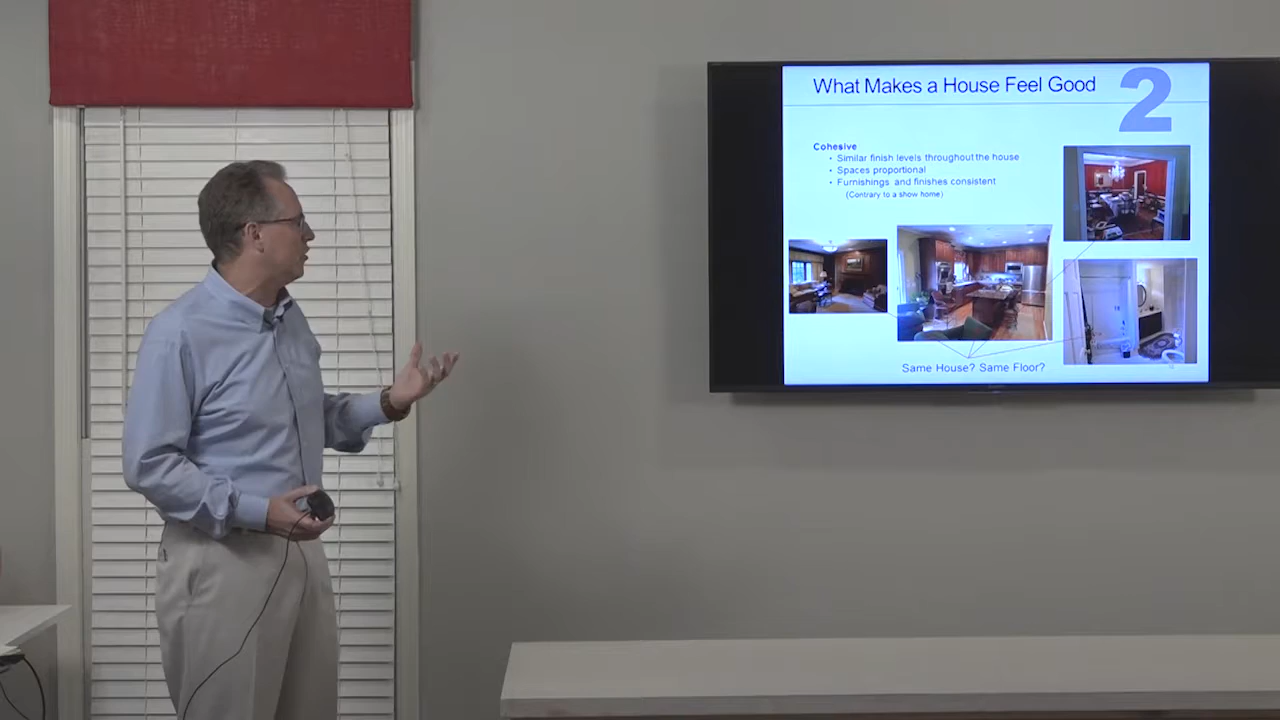 What Makes a House Feel Good
2
Cohesive
• Similar finish levels throughout the house
• Spaces proportional
• Furnishings and finishes consistent
(Contrary to a show home)
Same House? Same Floor?